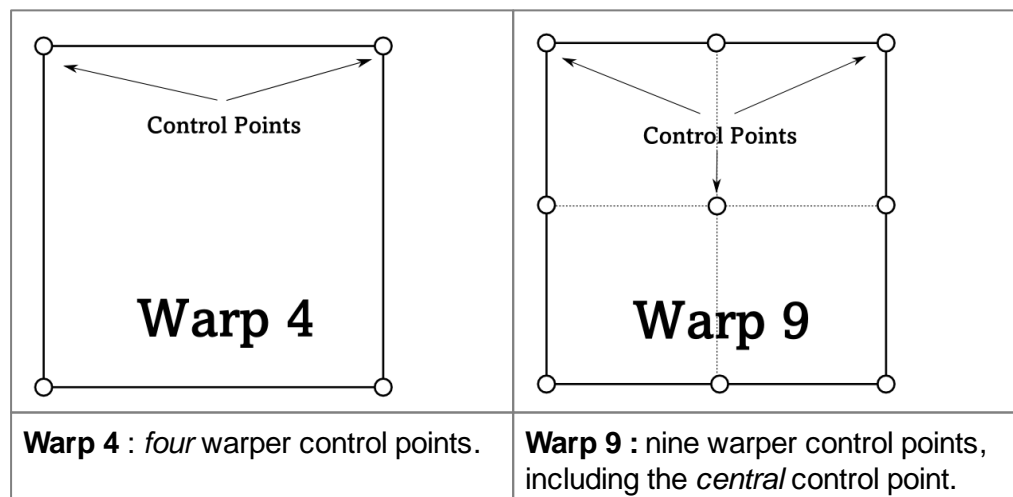 Control Points
Warp 4
Control Points
Warp 9
Warp 4 : four warper control points.
Warp 9 : nine warper control points,
including the central control point.